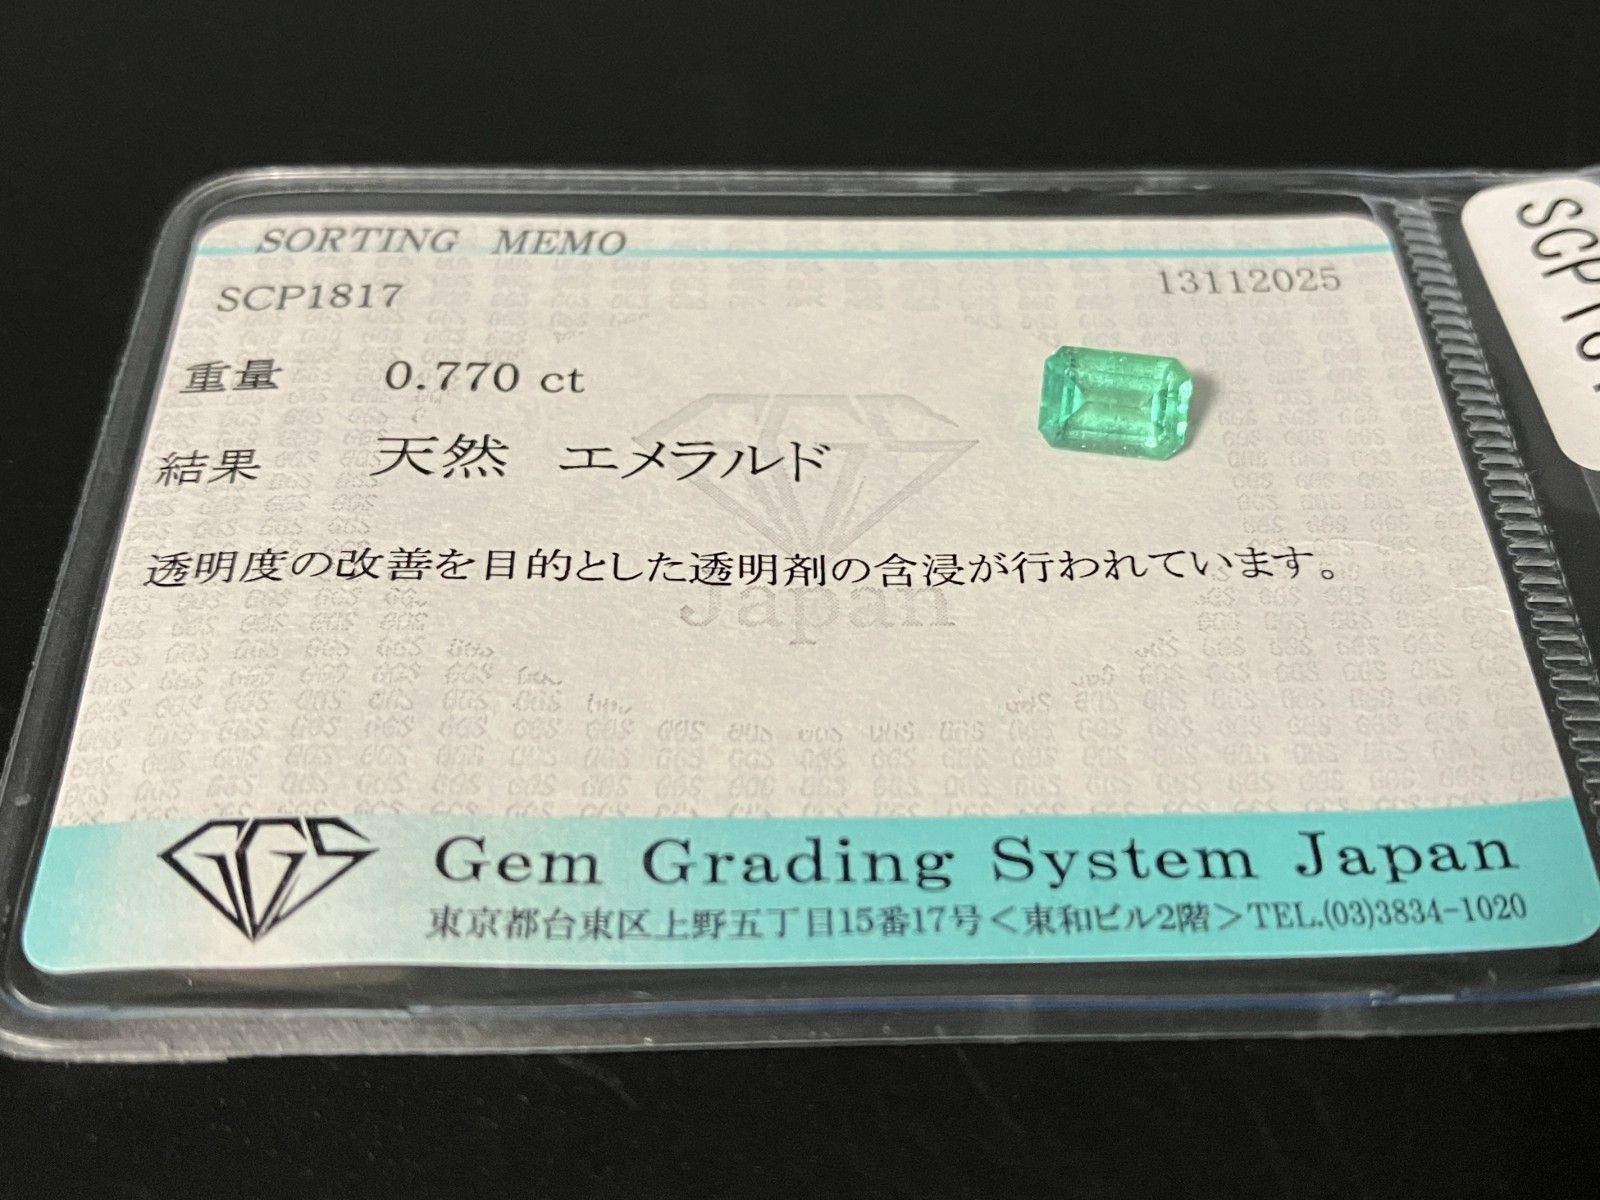 SORTING MEMO
SCP1817 13112025
重量 0.770 ct
結果 天然 エメラルド
透明度の改善を目的とした透明剤の含浸が行われています。
Japan
GGS Gem Grading System Japan
東京都台東区上野五丁目15番17号＜東和ビル2階＞TEL.(03)3834-1020